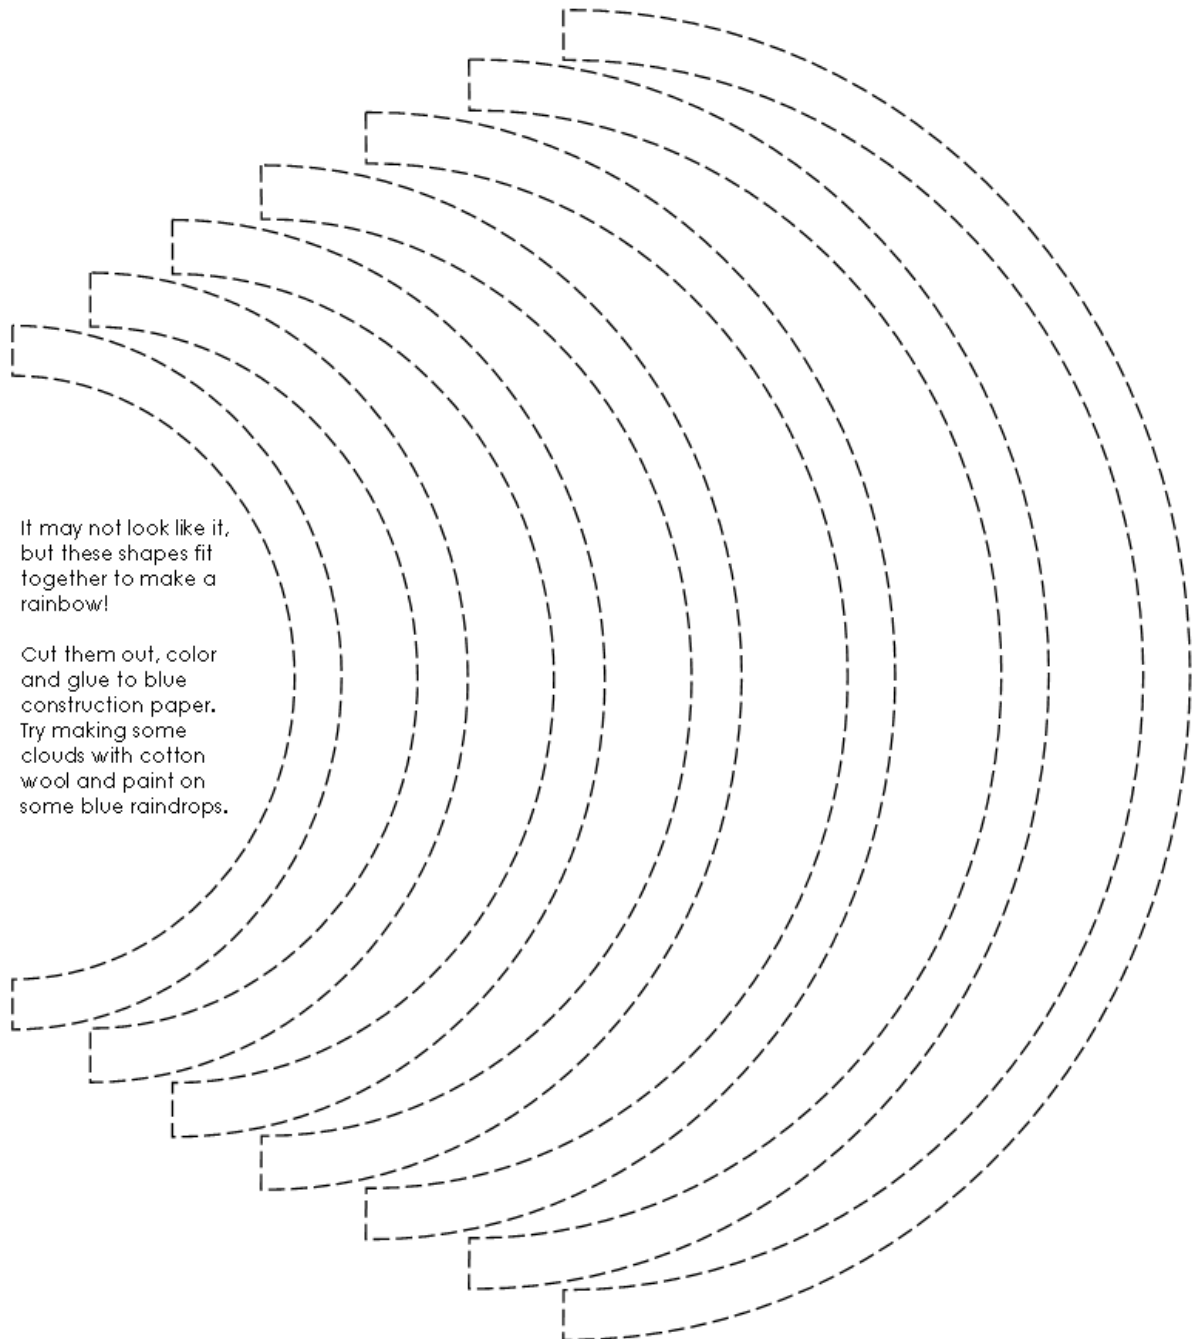 It may not look like it,
but these shapes fit
together to make a
rainbow!
Cut them out, color
and glue to blue
construction paper.
Try making some
clouds with cotton
wool and paint on
some blue raindrops.